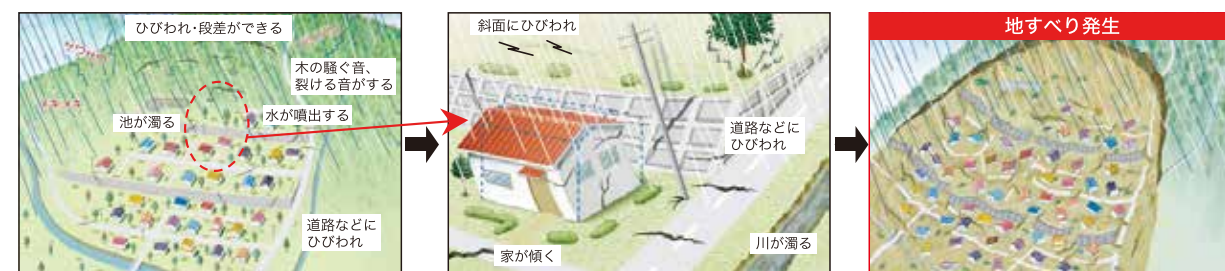 ひびわれ・段差ができる
木の騒ぐ音、
裂ける音がする
池が濁る
水が噴出する
道路などに
ひびわれ
斜面にひびわれ
道路などに
ひびわれ
家が傾く
川が濁る
地すべり発生